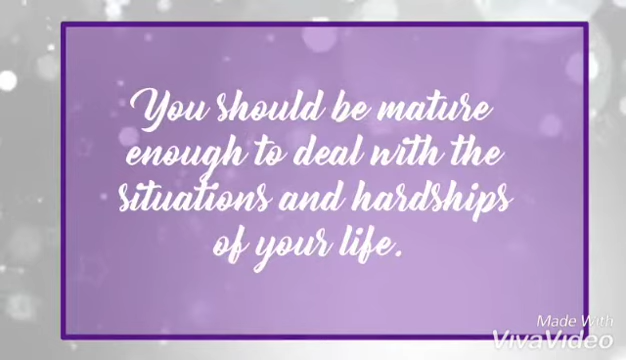 You should be mature
enough to deal with the
situations and hardships
of your life.
Made With
VivaVideo